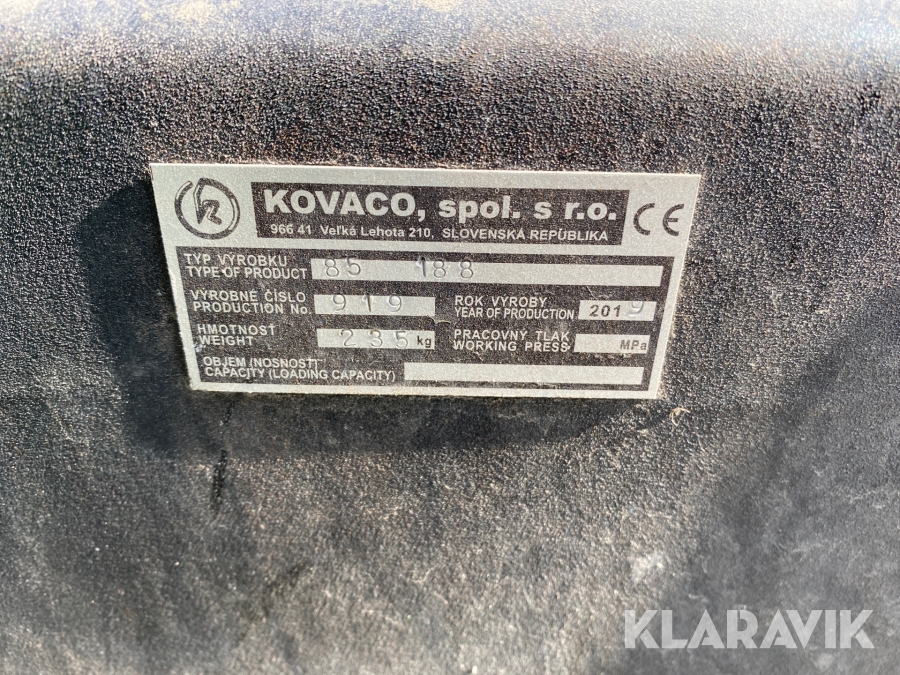 KOVACO, spol. s r.o.
966 41 Veľká Lehota 210, SLOVENSKÁ REPUBLIKA
CE
TYP VÝROBKU
TYPE OF PRODUCT
85 188
VÝROBNÉ ČÍSLO
PRODUCTION No.
919
ROK VÝROBY
YEAR OF PRODUCTION
2019
HMOTNOSŤ
WEIGHT
235 kg
PRACOVNÝ TLAK
WORKING PRESS
MPa
OBJEM (NOSNOSŤ)
CAPACITY (LOADING CAPACITY)
KLARAVIK